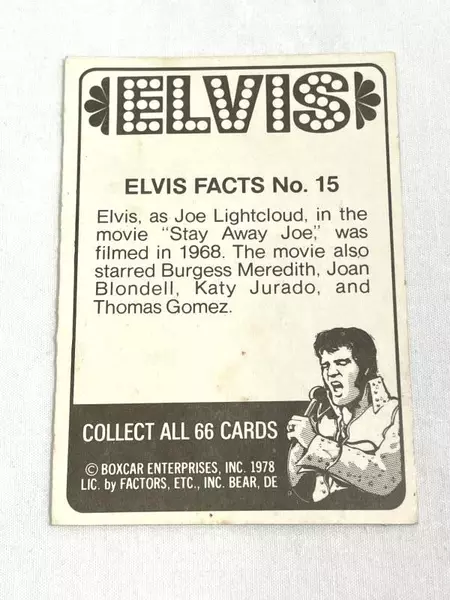 ELVIS
ELVIS FACTS No. 15
Elvis, as Joe Lightcloud, in the
movie "Stay Away Joe," was
filmed in 1968. The movie also
starred Burgess Meredith, Joan
Blondell, Katy Jurado, and
Thomas Gomez.
COLLECT ALL 66 CARDS
© BOXCAR ENTERPRISES, INC. 1978
LIC. by FACTORS, ETC., INC. BEAR, DE